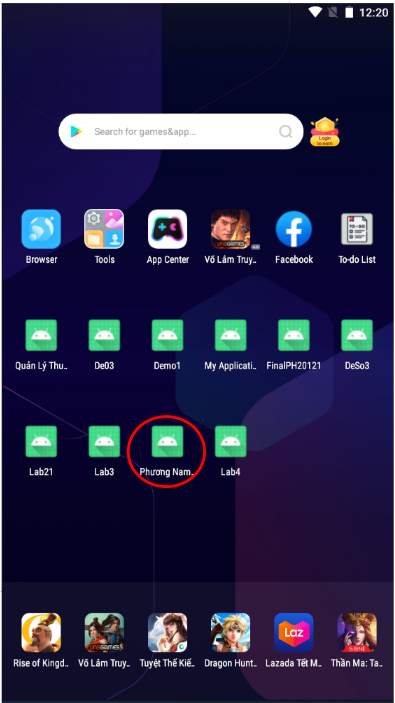 12:20
Search for games&app...
Login
to earn
Browser
Tools
App Center
Võ Lâm Truy..
Facebook
To-do List
Quản Lý Thu..
De03
Demo1
My Applicati..
FinalPH20121
DeSo3
Lab21
Lab3
Phương Nam..
Lab4
Laz
Rise of Kingd..
Võ Lâm Truy..
Tuyệt Thế Kiế..
Dragon Hunt..
Lazada Tết M..
Thần Ma: Ta..